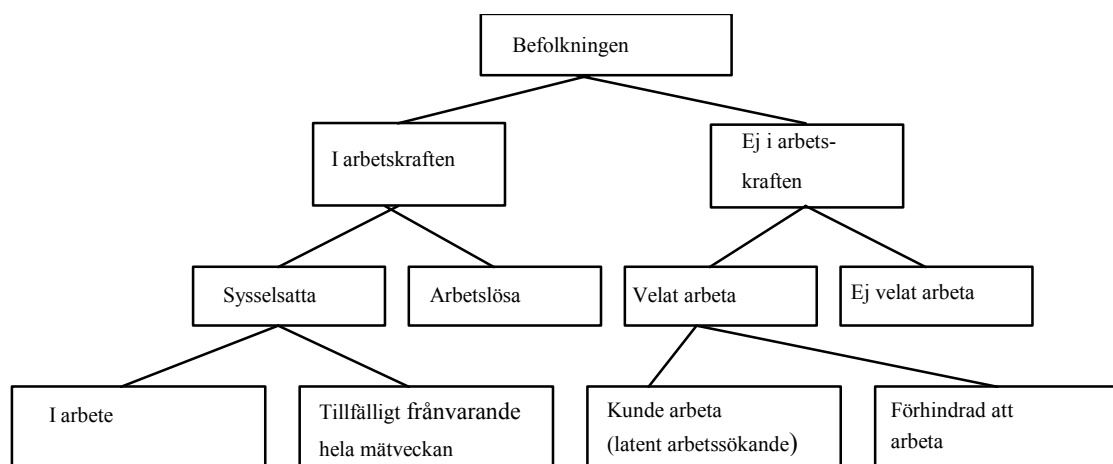 Befolkningen
I arbetskraften
Ej i arbets-
kraften
Sysselsatta
Arbetslösa
Velat arbeta
Ej velat arbeta
I arbete
Tillfälligt frånvarande
hela mätveckan
Kunde arbeta
(latent arbetssökande)
Förhindrad att
arbeta